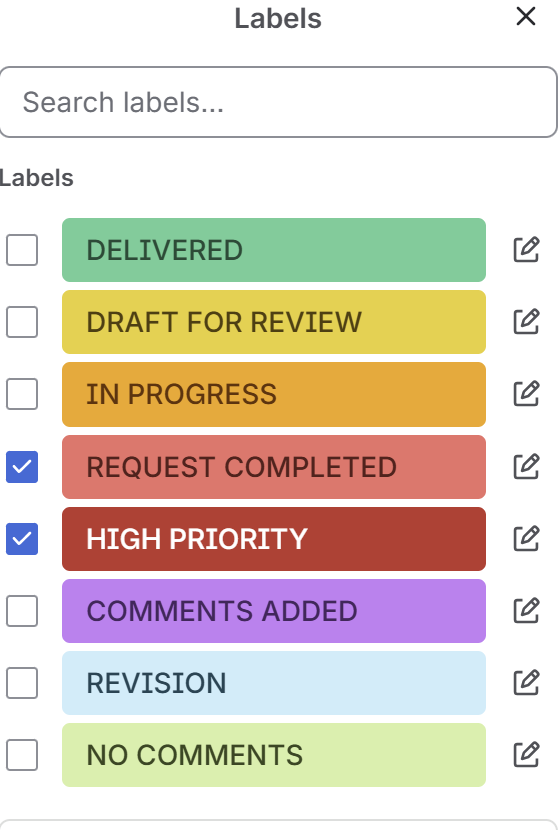 Labels
Search labels...
Labels
DELIVERED
DRAFT FOR REVIEW
IN PROGRESS
REQUEST COMPLETED
HIGH PRIORITY
COMMENTS ADDED
REVISION
NO COMMENTS